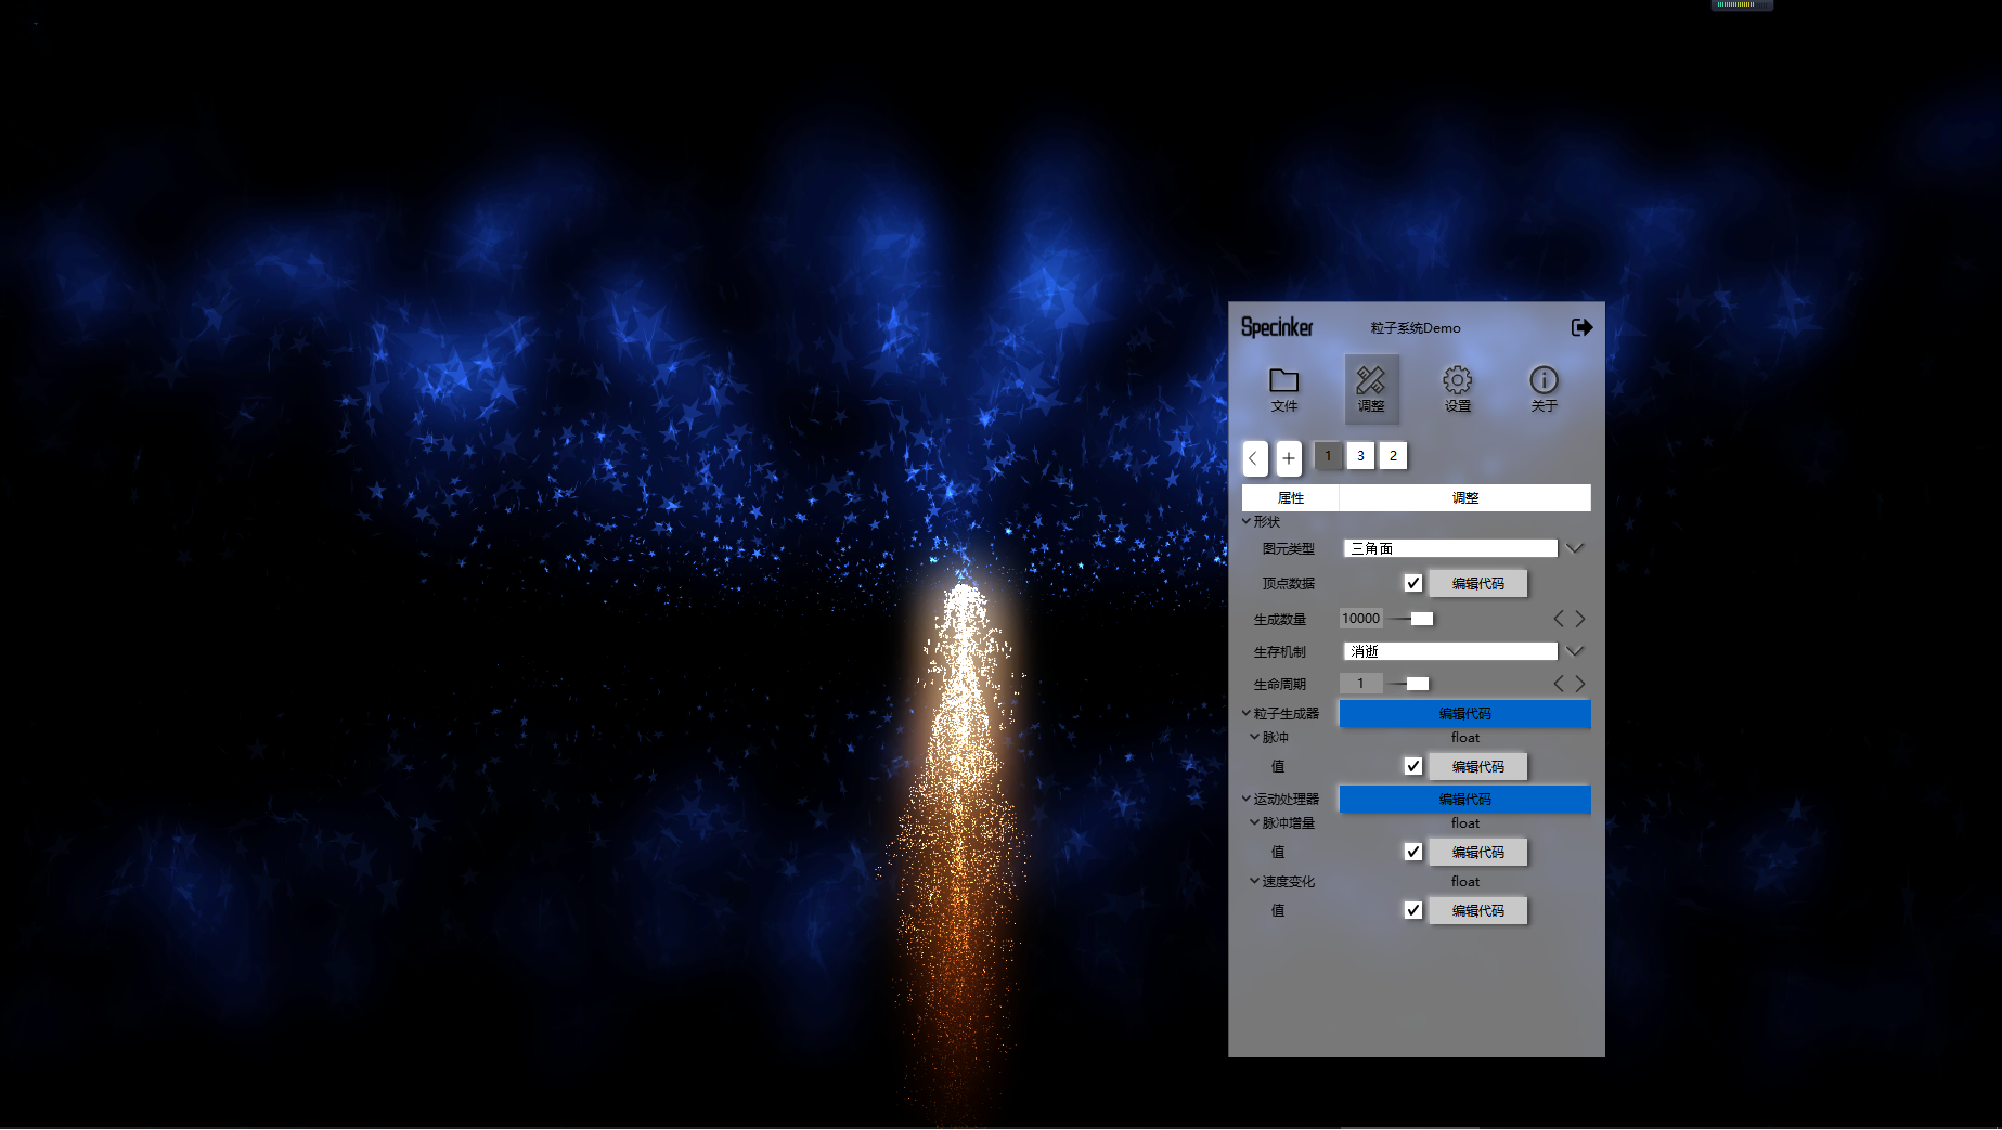 Specinker 粒子系统Demo
文件 调整 设置 关于
1 3 2
属性 调整
形状
图元类型 三角面
顶点数据 编辑代码
生成数量 10000
生存机制 消逝
生命周期 1
粒子生成器 编辑代码
脉冲 float
值 编辑代码
运动处理器 编辑代码
脉冲增量 float
值 编辑代码
速度变化 float
值 编辑代码